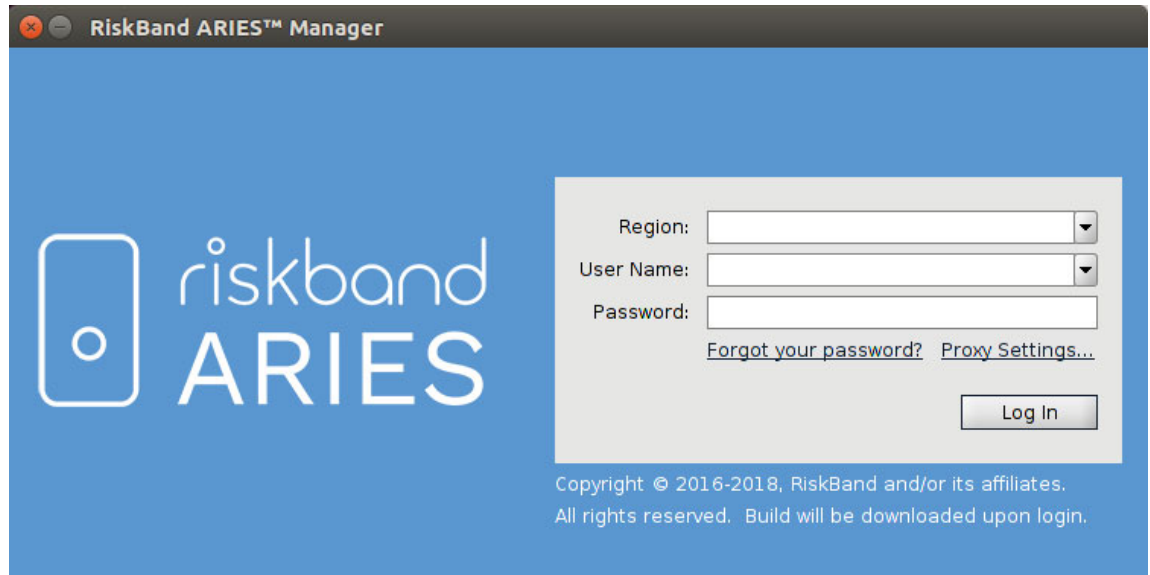 RiskBand ARIES™ Manager
riskband
ARIES
Region:
User Name:
Password:
Forgot your password? Proxy Settings...
Log In
Copyright © 2016-2018, RiskBand and/or its affiliates.
All rights reserved. Build will be downloaded upon login.